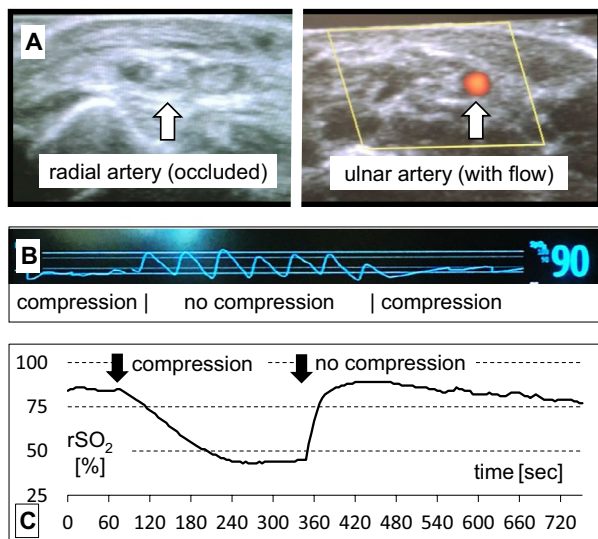 A
radial artery (occluded)
ulnar artery (with flow)
B
90
compression | no compression | compression
100
compression
no compression
75
50
rSO2
[%]
time [sec]
25
C
0 60 120 180 240 300 360 420 480 540 600 660 720